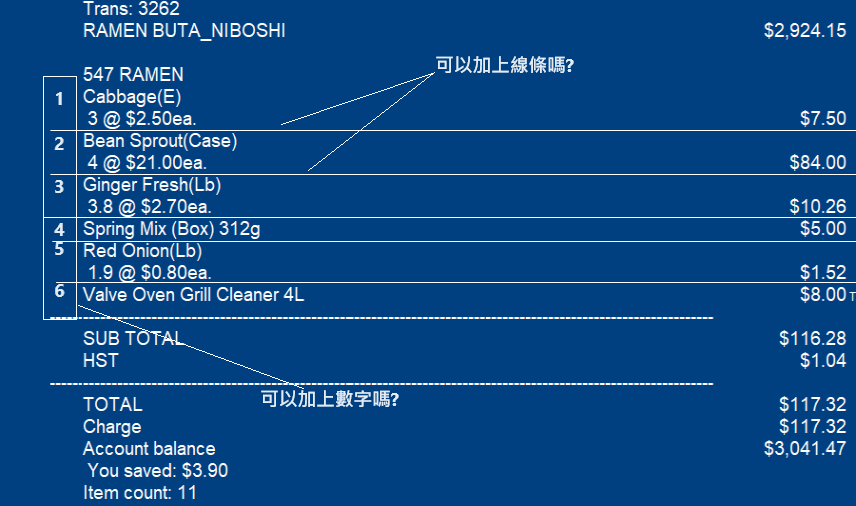 Trans: 3262
RAMEN BUTA_NIBOSHI $2,924.15
可以加上線條嗎?
547 RAMEN
1 Cabbage(E)
3 @ $2.50ea. $7.50
2 Bean Sprout(Case)
4 @ $21.00ea. $84.00
3 Ginger Fresh(Lb)
3.8 @ $2.70ea. $10.26
4 Spring Mix (Box) 312g $5.00
5 Red Onion(Lb)
1.9 @ $0.80ea. $1.52
6 Valve Oven Grill Cleaner 4L $8.00 T
SUB TOTAL $116.28
HST $1.04
可以加上數字嗎?
TOTAL $117.32
Charge $117.32
Account balance $3,041.47
You saved: $3.90
Item count: 11